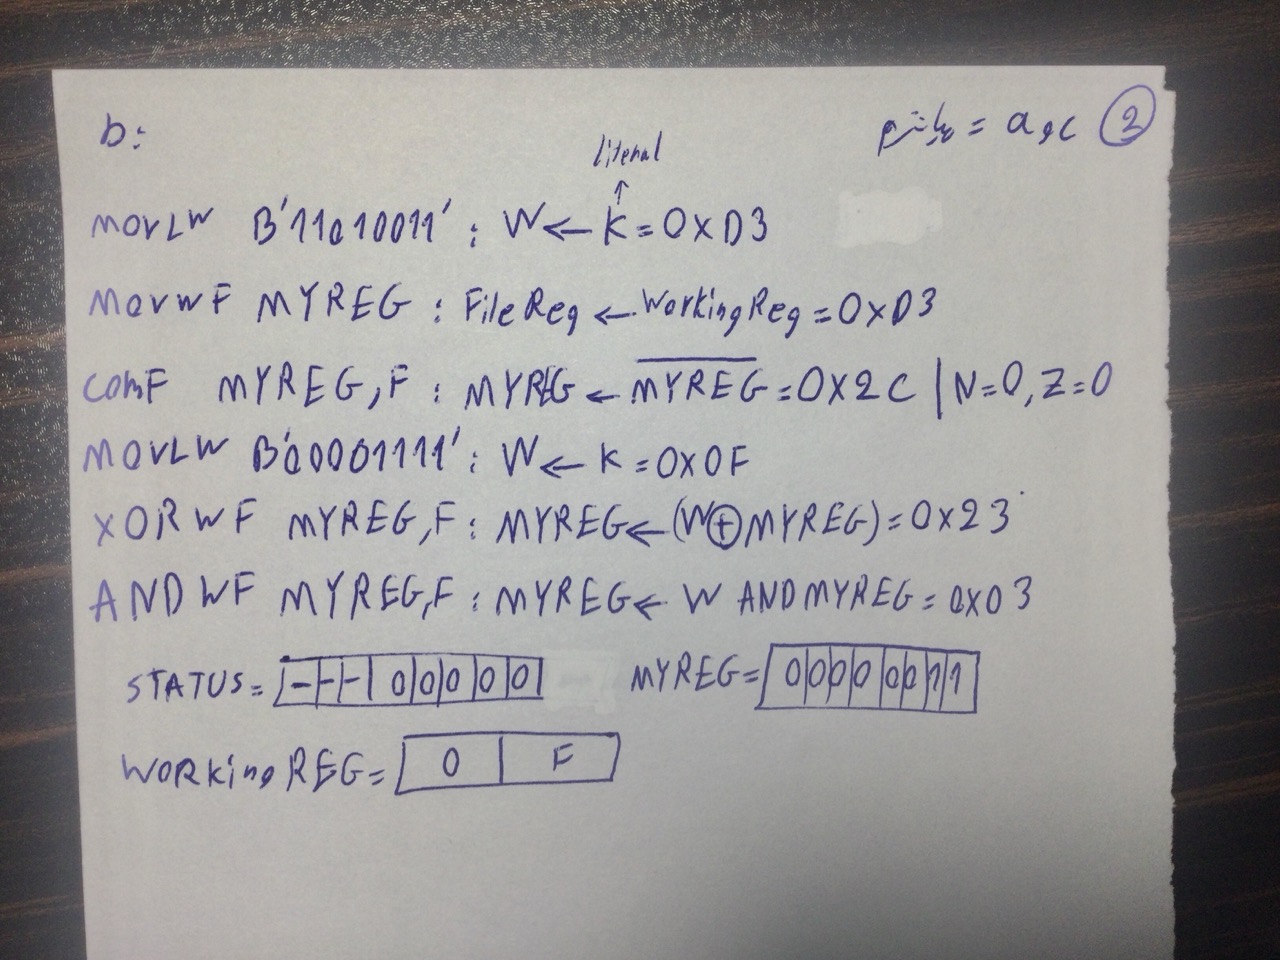 b:
= a و c ②
literal
↑
MOVLW B'11010011' : W ← K = 0XD3
MOVWF MYREG : FileReg ← WorkingReg = 0XD3
COMF MYREG,F : MYREG ← \overline{MYREG} = 0X2C | N=0, Z=0
MOVLW B'00001111' : W ← K = 0X0F
XORWF MYREG,F : MYREG ← (W⊕MYREG) = 0X23
ANDWF MYREG,F : MYREG ← W AND MYREG = 0X03
STATUS = - - - 0 0 0 0 0 MYREG = 0 0 0 0 0 0 1 1
WORKing REG = 0 F